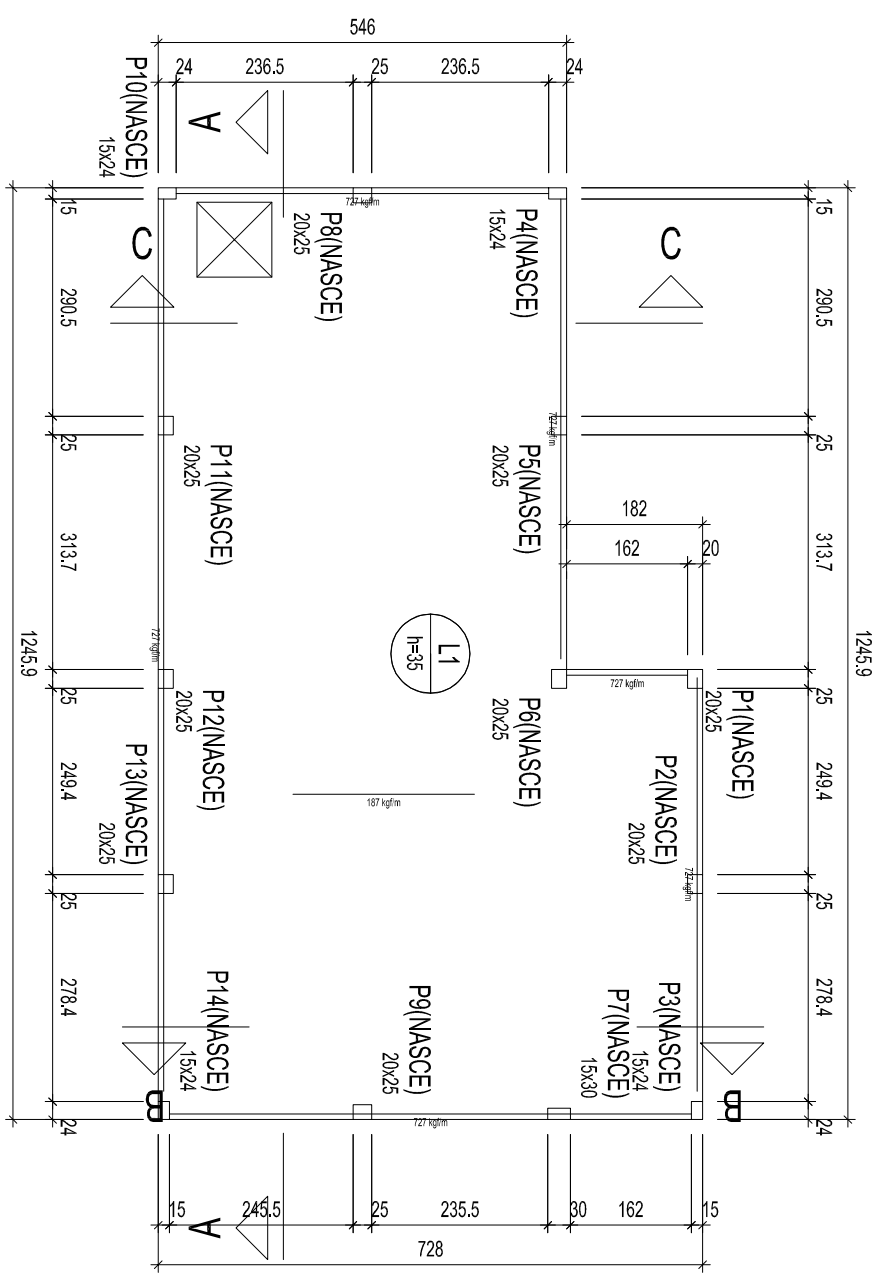 546
24
236.5
25
236.5
24
P10(NASCE)
15x24
A
15
727 kgf/m
15
C
P8(NASCE)
20x25
P4(NASCE)
15x24
C
290.5
290.5
25
727 kgf/m
25
P11(NASCE)
20x25
P5(NASCE)
20x25
182
162
20
313.7
313.7
1245.9
727 kgf/m
L1
h=35
1245.9
25
727 kgf/m
25
P12(NASCE)
20x25
P6(NASCE)
20x25
P1(NASCE)
20x25
P13(NASCE)
20x25
P2(NASCE)
20x25
249.4
187 kgf/m
249.4
25
727 kgf/m
25
278.4
278.4
P14(NASCE)
15x24
P9(NASCE)
20x25
P7(NASCE)
15x30
P3(NASCE)
15x24
B
B
24
727 kgf/m
24
15
245.5
25
235.5
30
162
15
A
728